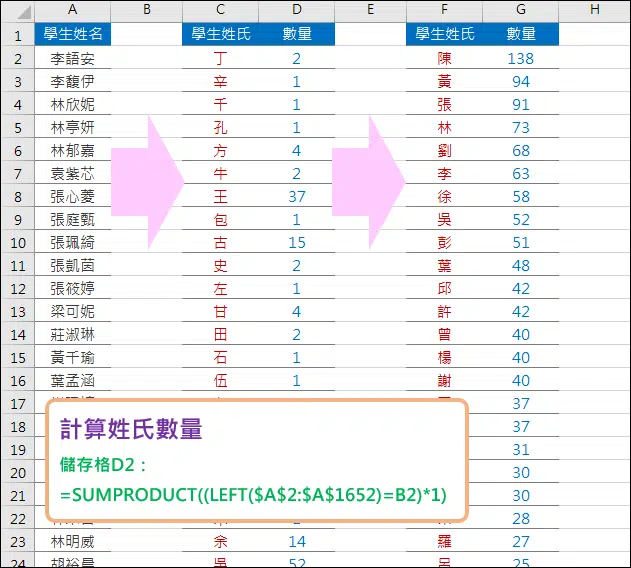 A B C D E F G H
1 學生姓名 學生姓氏 數量 學生姓氏 數量
2 李語安 丁 2 陳 138
3 李馥伊 辛 1 黃 94
4 林欣妮 千 1 張 91
5 林亭妍 孔 1 林 73
6 林郁嘉 方 4 劉 68
7 袁紫芯 牛 2 李 63
8 張心菱 王 37 徐 58
9 張庭甄 包 1 吳 52
10 張珮綺 古 15 彭 51
11 張凱茵 史 2 葉 48
12 張筱婷 左 1 邱 42
13 梁可妮 甘 4 許 42
14 莊淑琳 田 2 曾 40
15 黃千瑜 石 1 楊 40
16 葉孟涵 伍 1 謝 40
17 37
計算姓氏數量
18 37
19 31
儲存格D2：
20 30
=SUMPRODUCT((LEFT($A$2:$A$1652)=B2)*1)
21 30
22 28
23 林明威 余 14 羅 27
24 胡裕晨 吳 52 呂 25